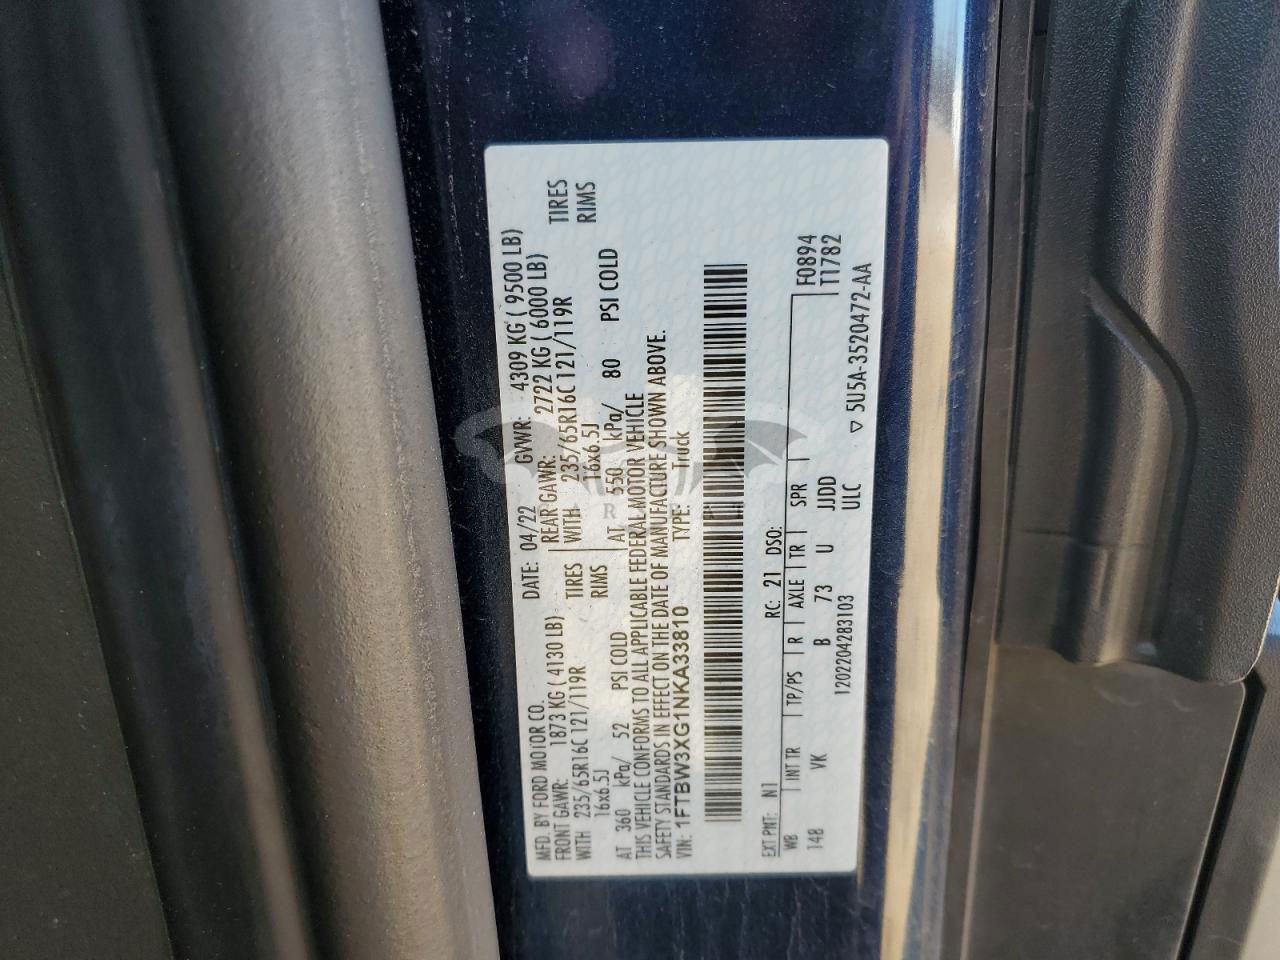 MFD. BY FORD MOTOR CO. DATE: 04/22 GVWR: 4309 KG ( 9500 LB)
FRONT GAWR: 1873 KG ( 4130 LB) REAR GAWR: 2722 KG ( 6000 LB)
WITH 235/65R16C 121/119R TIRES WITH 235/65R16C 121/119R TIRES
16x6.5J RIMS 16x6.5J RIMS
AT 360 kPa/ 52 PSI COLD AT 550 kPa/ 80 PSI COLD
THIS VEHICLE CONFORMS TO ALL APPLICABLE FEDERAL MOTOR VEHICLE
SAFETY STANDARDS IN EFFECT ON THE DATE OF MANUFACTURE SHOWN ABOVE.
VIN: 1FTBW3XG1NKA33810 TYPE: Truck
EXT PNT: N1 RC: 21 DSO:
WB INT TR TP/PS R AXLE TR SPR F0894
148 VK B 73 U JJDD T1782
1202204283103 ULC ▽ 5U5A-3520472-AA